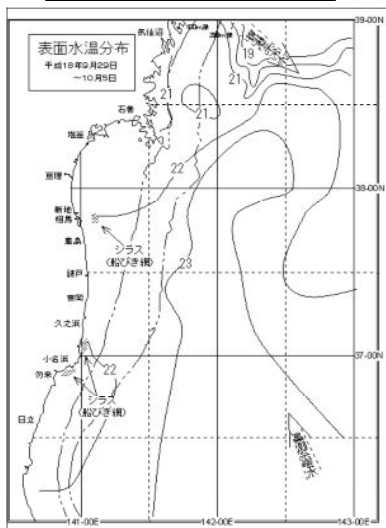 表面水温分布
平成18年9月29日
～10月5日
気仙沼
39-00N
19
21
21
21
石巻
塩釜
亘理
22
38-00N
新地
相馬
鹿島
シラス
(船びき網)
請戸
23
富岡
久之浜
小名浜
22
37-00N
勿来
シラス
(船びき網)
日立
141-00E
142-00E
143-00E